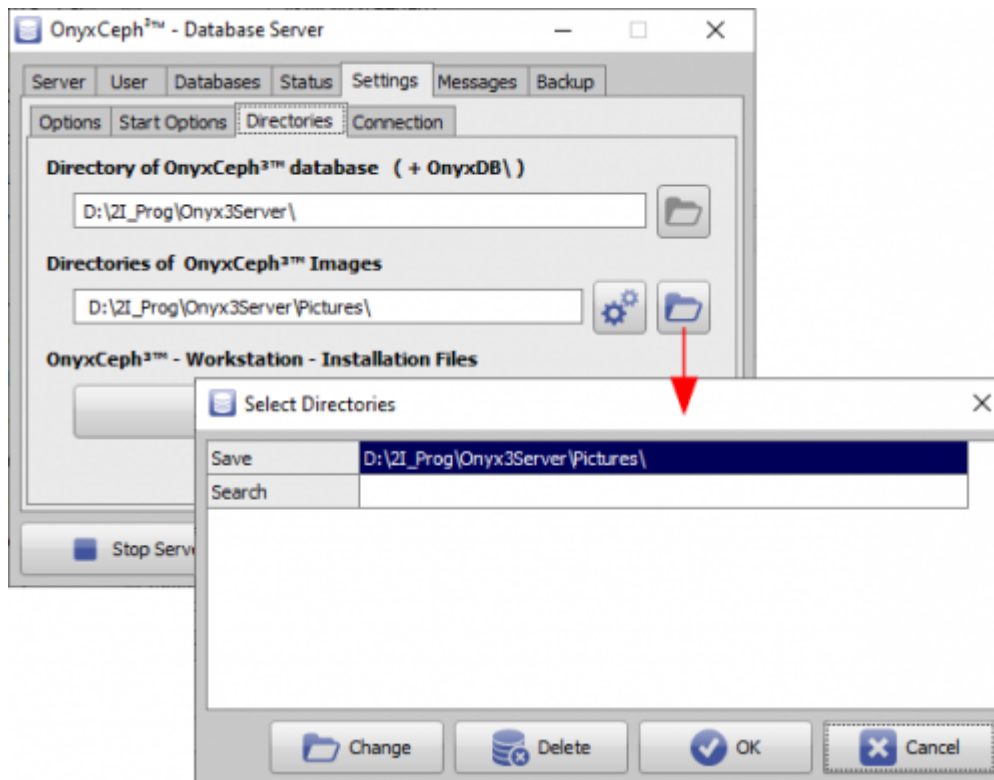 OnyxCeph³™ - Database Server
Server User Databases Status Settings Messages Backup
Options Start Options Directories Connection
Directory of OnyxCeph³™ database ( + OnyxDB\ )
D:\2I_Prog\Onyx3Server\
Directories of OnyxCeph³™ Images
D:\2I_Prog\Onyx3Server\Pictures\
OnyxCeph³™ - Workstation - Installation Files
Select Directories
Save D:\2I_Prog\Onyx3Server\Pictures\
Search
Stop Serve
Change Delete OK Cancel